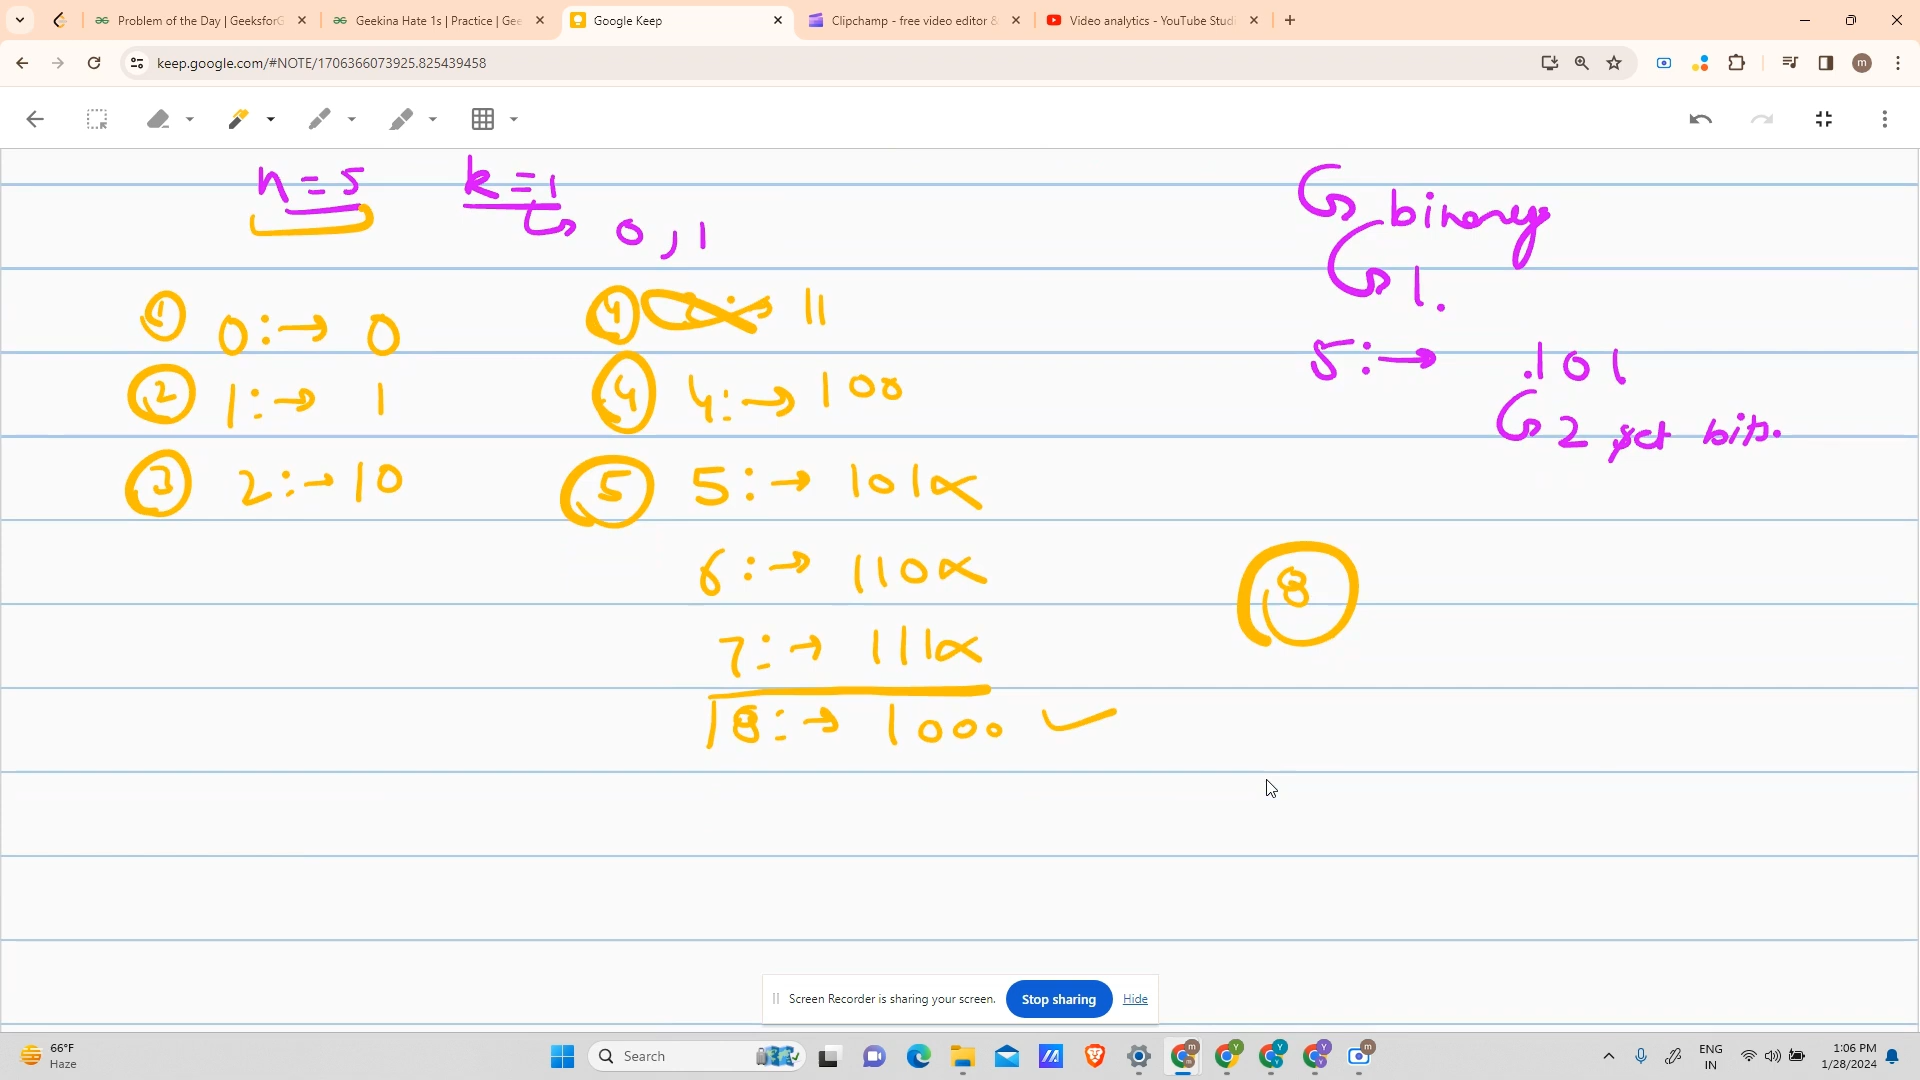 Problem of the Day | GeeksforG
Geekina Hate 1s | Practice | Gee
Google Keep
Clipchamp - free video editor &
Video analytics - YouTube Studi
keep.google.com/#NOTE/1706366073925.825439458
m
n = 5 k = 1
0, 1
binary
1.
① 0 : → 0
② 1 : → 1
③ 2 : → 10
④ 11
④ 4 : → 100
⑤ 5 : → 101 x
6 : → 110 x
7 : → 111 x
8 : → 1000 ✓
5 : → .101
2 set bits.
8
Screen Recorder is sharing your screen.
Stop sharing
Hide
66°F
Haze
Search
ENG
IN
1:06 PM
1/28/2024